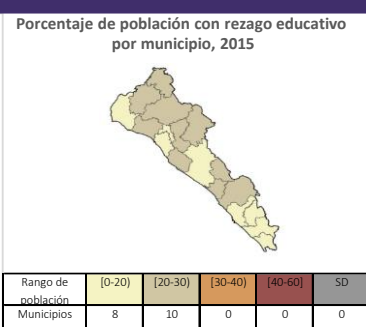 Porcentaje de población con rezago educativo
por municipio, 2015
Rango de población [0-20) [20-30) [30-40) [40-60] SD
Municipios 8 10 0 0 0